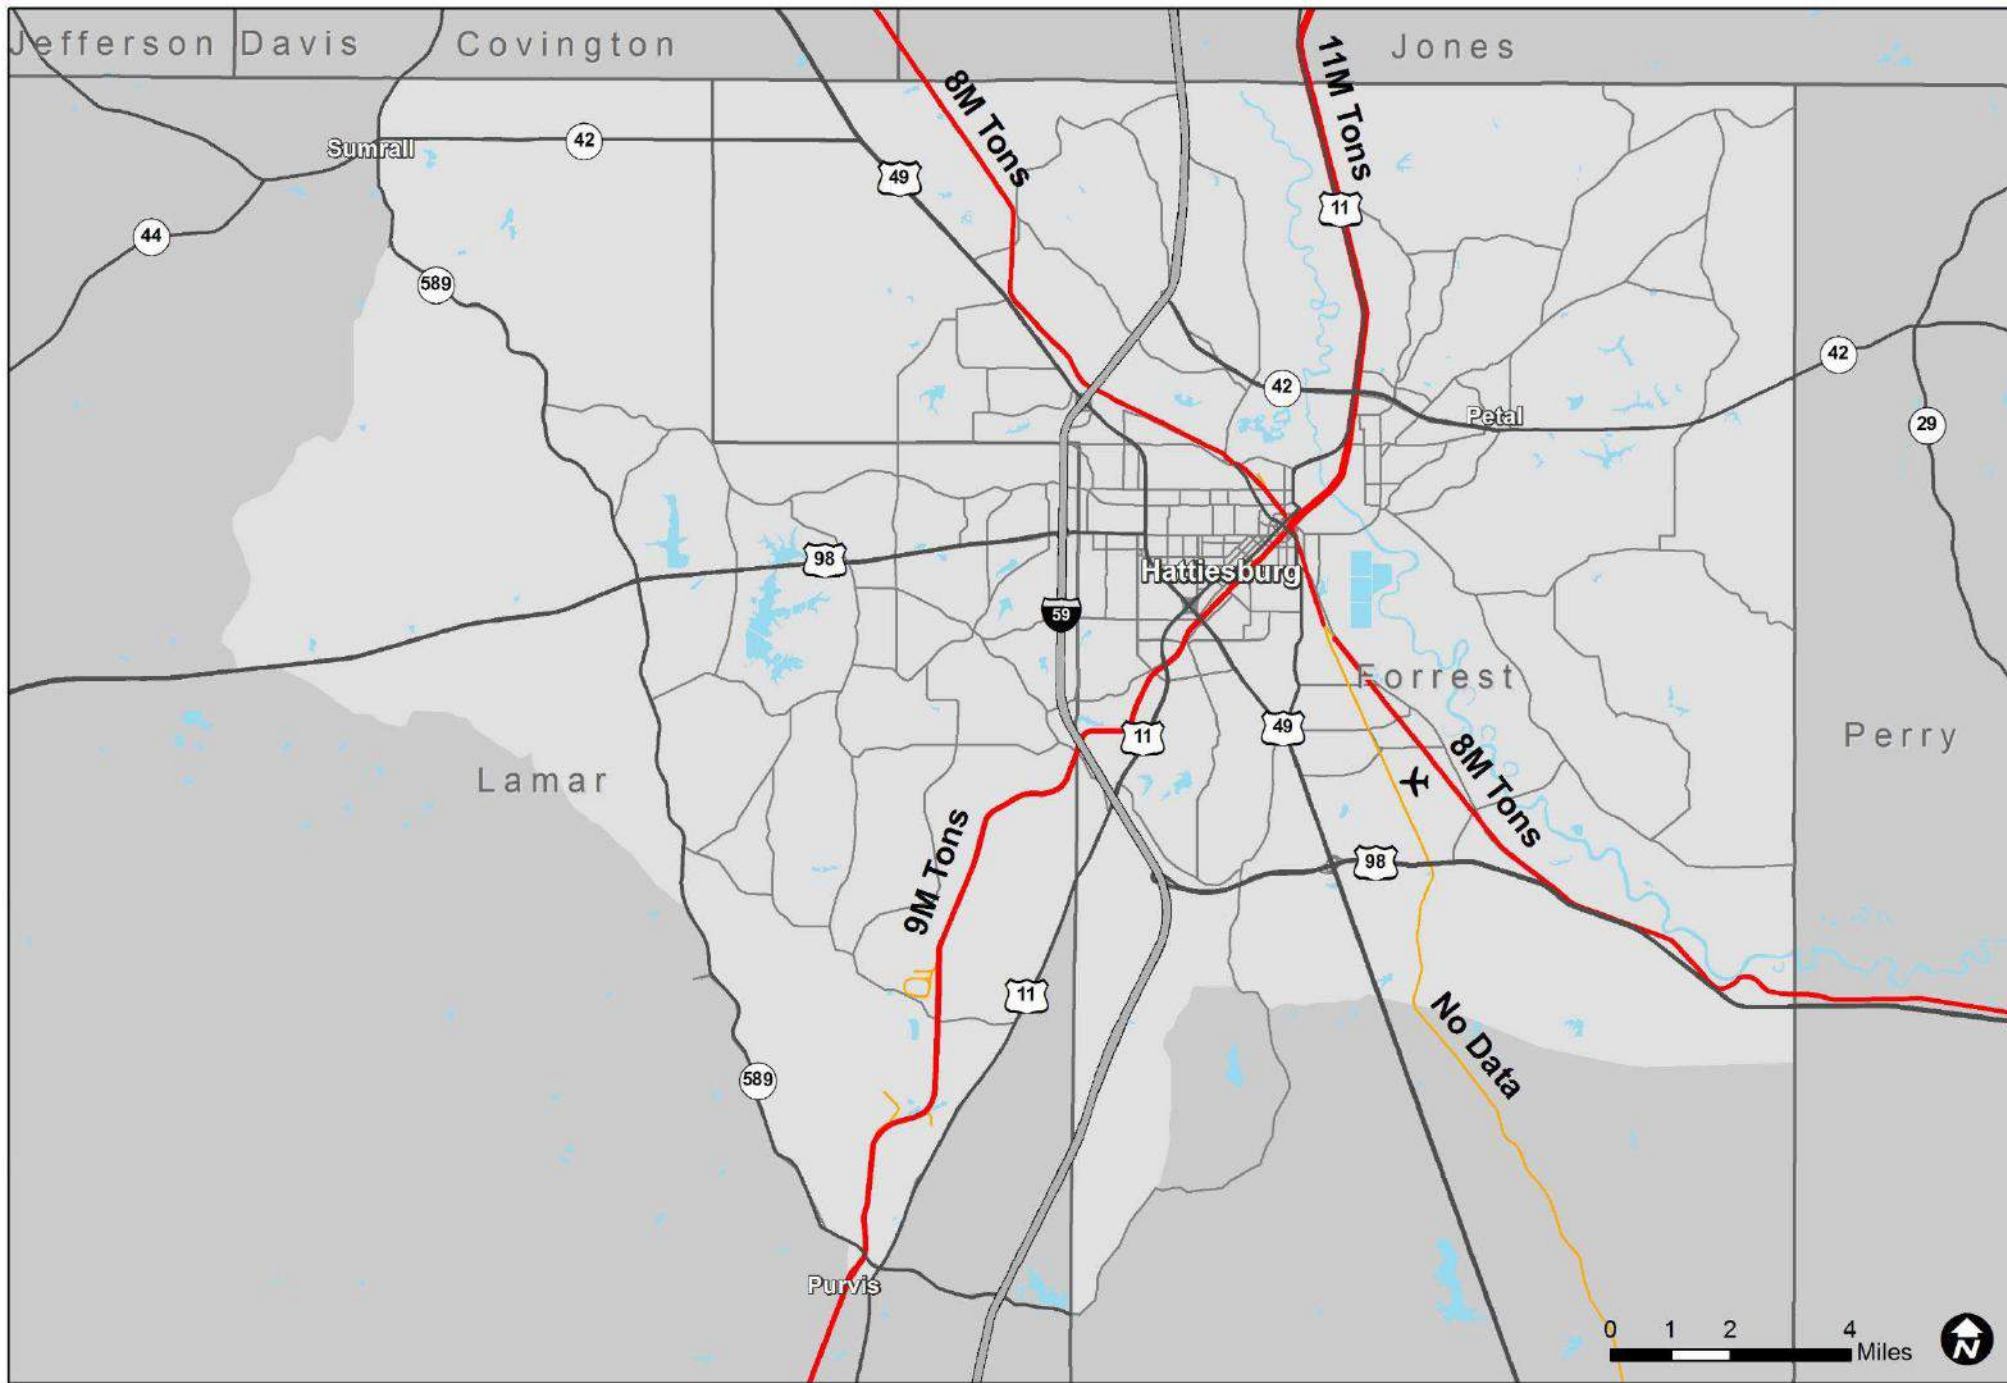 Jefferson Davis
Covington
Jones
8M Tons
11M Tons
Sumrall
42
49
11
44
589
42
42
Petal
29
98
Hattiesburg
59
Forrest
11
49
Perry
Lamar
8M Tons
9M Tons
98
11
No Data
589
Purvis
0 1 2 4
Miles
N